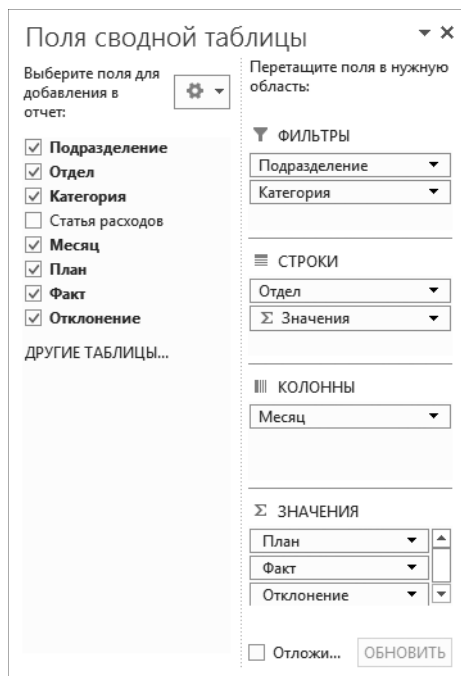 Поля сводной таблицы
Выберите поля для
добавления в
отчет:
Подразделение
Отдел
Категория
Статья расходов
Месяц
План
Факт
Отклонение
ДРУГИЕ ТАБЛИЦЫ...
Перетащите поля в нужную
область:
ФИЛЬТРЫ
Подразделение
Категория
СТРОКИ
Отдел
Σ Значения
КОЛОННЫ
Месяц
Σ ЗНАЧЕНИЯ
План
Факт
Отклонение
Отложи...
ОБНОВИТЬ